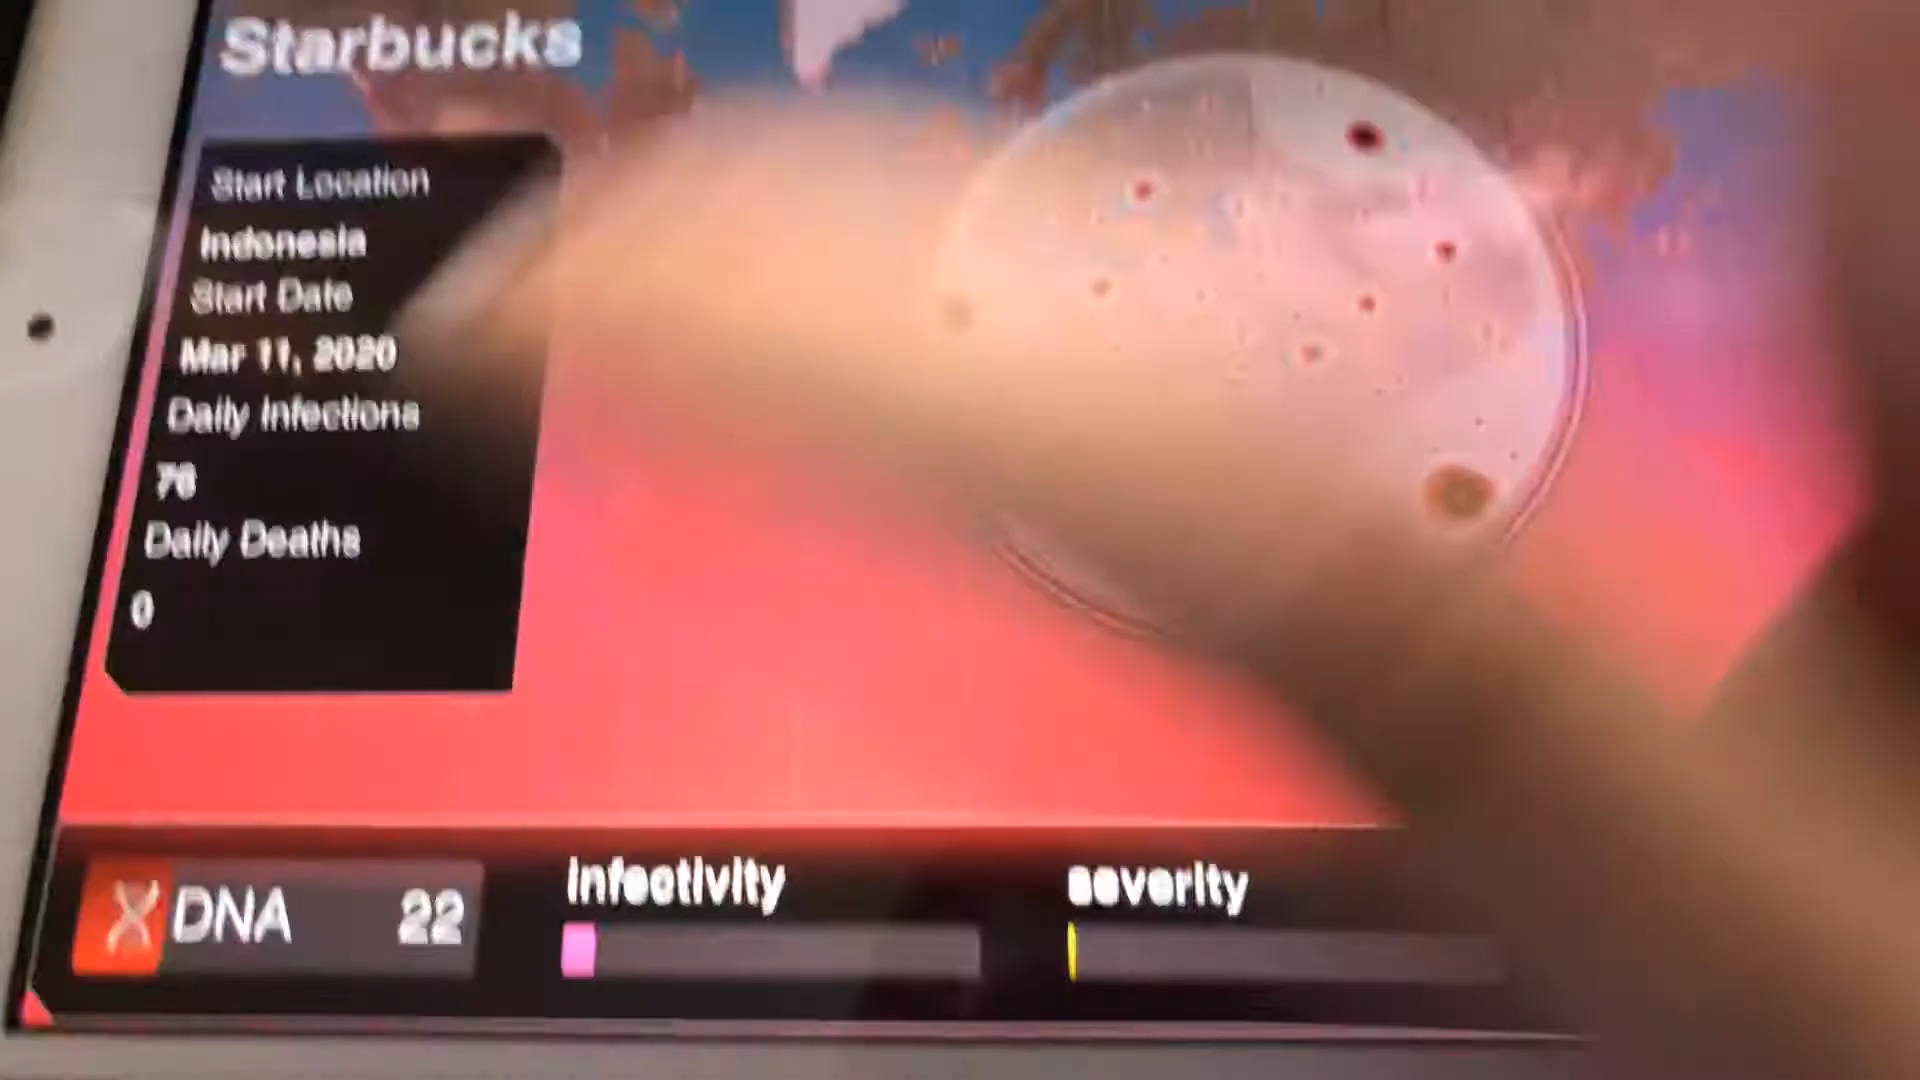 Starbucks
Start Location
Indonesia
Start Date
Mar 11, 2020
Daily Infections
76
Daily Deaths
0
DNA 22
infectivity
severity